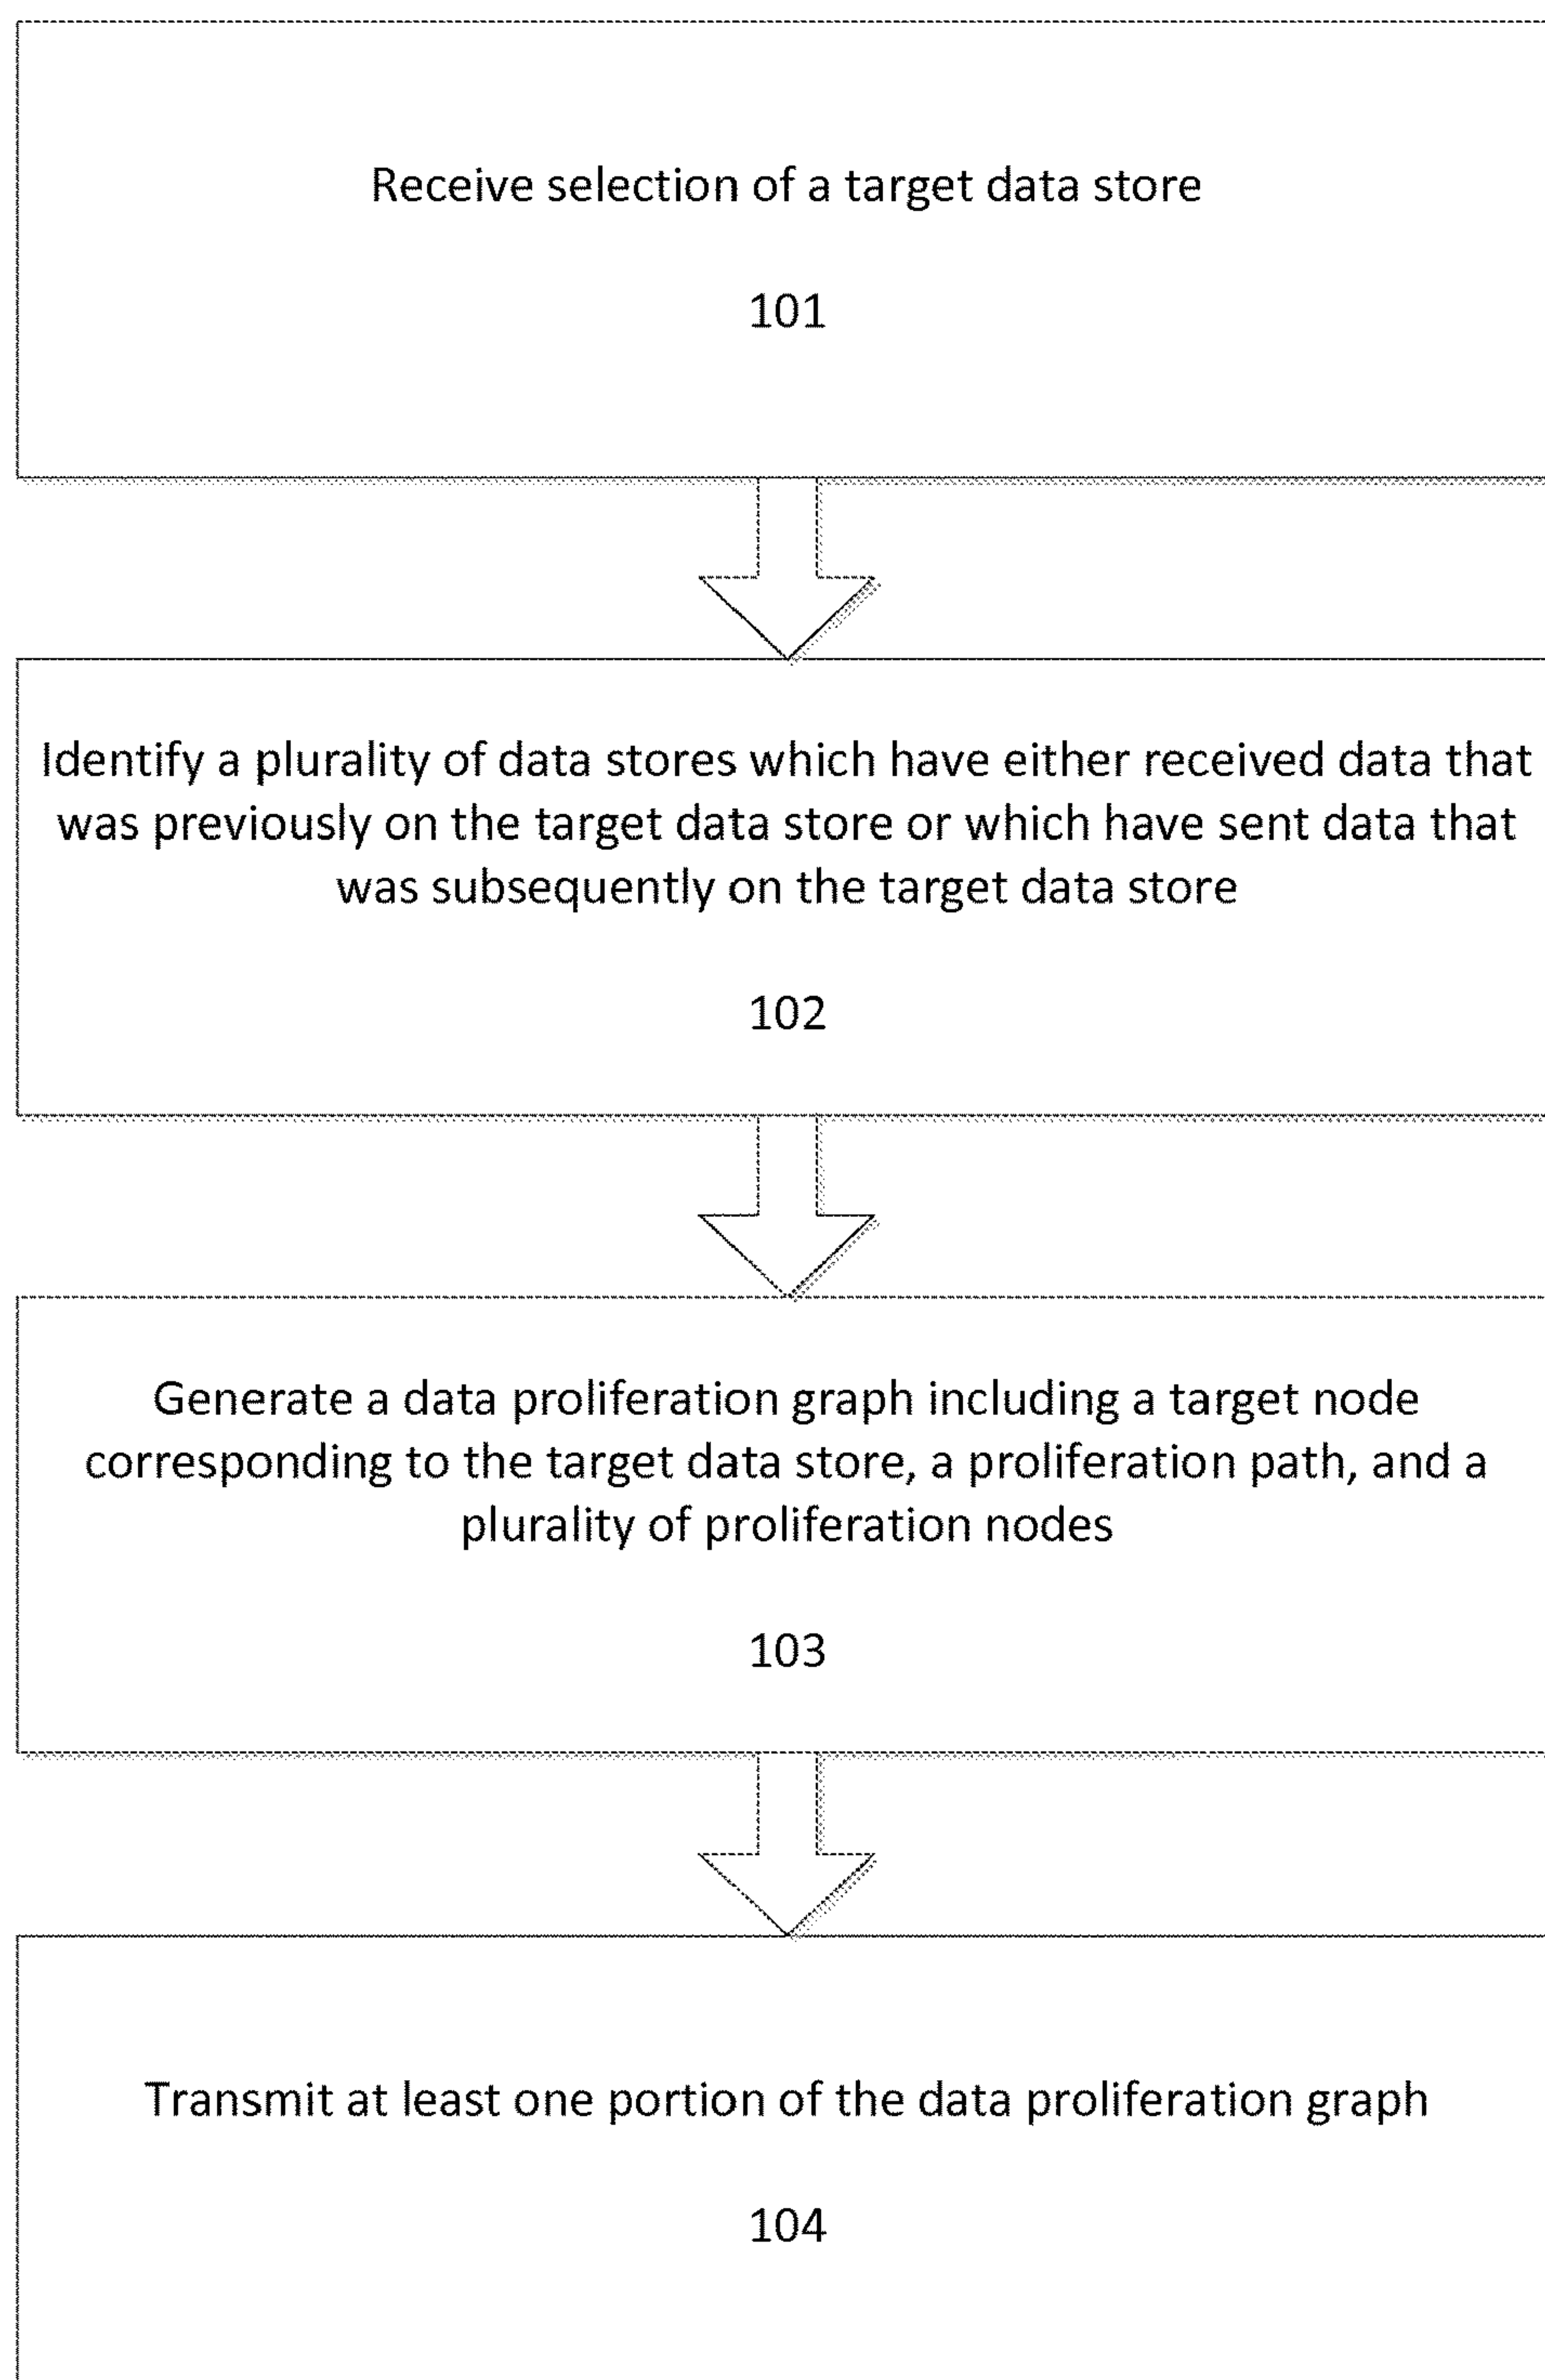 Receive selection of a target data store
101
Identify a plurality of data stores which have either received data that
was previously on the target data store or which have sent data that
was subsequently on the target data store
102
Generate a data proliferation graph including a target node
corresponding to the target data store, a proliferation path, and a
plurality of proliferation nodes
103
Transmit at least one portion of the data proliferation graph
104